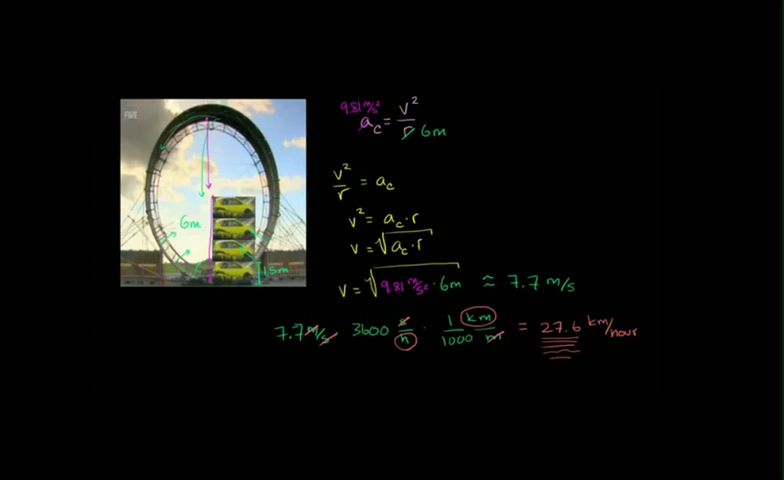 FIVE
6m
1.5m
9.81 m/s²
a_c = v²/r 6m
v²/r = a_c
v² = a_c · r
v = √(a_c · r)
v = √(9.81 m/s² · 6m) ≈ 7.7 m/s
7.7 m/s 3600 s/h · 1/1000 km/m = 27.6 km/hour